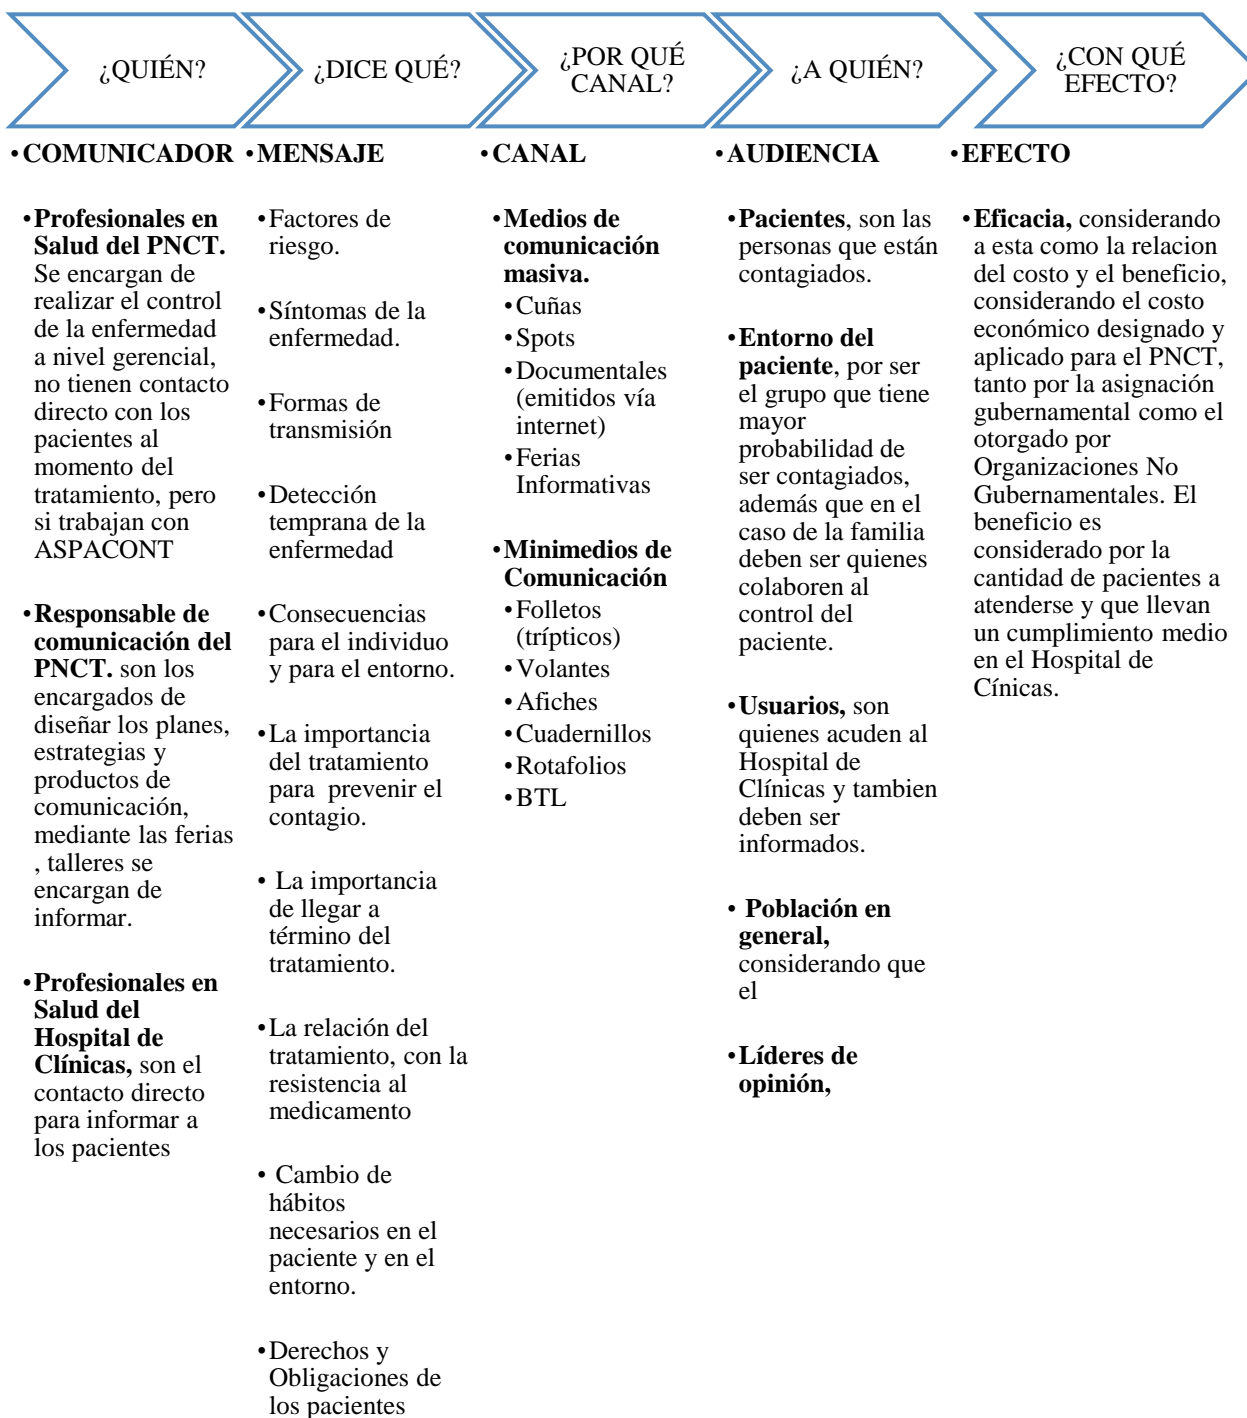 ¿QUIÉN?
¿DICE QUÉ?
¿POR QUÉ
CANAL?
¿A QUIÉN?
¿CON QUÉ
EFECTO?
•COMUNICADOR
•Profesionales en
Salud del PNCT.
Se encargan de
realizar el control
de la enfermedad
a nivel gerencial,
no tienen contacto
directo con los
pacientes al
momento del
tratamiento, pero
si trabajan con
ASPACONT
•Responsable de
comunicación del
PNCT. son los
encargados de
diseñar los planes,
estrategias y
productos de
comunicación,
mediante las ferias
, talleres se
encargan de
informar.
•Profesionales en
Salud del
Hospital de
Clínicas, son el
contacto directo
para informar a
los pacientes
•MENSAJE
•Factores de
riesgo.
•Síntomas de la
enfermedad.
•Formas de
transmisión
•Detección
temprana de la
enfermedad
•Consecuencias
para el individuo
y para el entorno.
•La importancia
del tratamiento
para  prevenir el
contagio.
• La importancia
de llegar a
término del
tratamiento.
•La relación del
tratamiento, con la
resistencia al
medicamento
• Cambio de
hábitos
necesarios en el
paciente y en el
entorno.
•Derechos y
Obligaciones de
los pacientes
•CANAL
•Medios de
comunicación
masiva.
•Cuñas
•Spots
•Documentales
(emitidos vía
internet)
•Ferias
Informativas
•Minimedios de
Comunicación
•Folletos
(trípticos)
•Volantes
•Afiches
•Cuadernillos
•Rotafolios
•BTL
•AUDIENCIA
•Pacientes, son las
personas que están
contagiados.
•Entorno del
paciente, por ser
el grupo que tiene
mayor
probabilidad de
ser contagiados,
además que en el
caso de la familia
deben ser quienes
colaboren al
control del
paciente.
•Usuarios, son
quienes acuden al
Hospital de
Clínicas y tambien
deben ser
informados.
• Población en
general,
considerando que
el
•Líderes de
opinión,
•EFECTO
•Eficacia, considerando
a esta como la relacion
del costo y el beneficio,
considerando el costo
económico designado y
aplicado para el PNCT,
tanto por la asignación
gubernamental como el
otorgado por
Organizaciones No
Gubernamentales. El
beneficio es
considerado por la
cantidad de pacientes a
atenderse y que llevan
un cumplimiento medio
en el Hospital de
Cínicas.